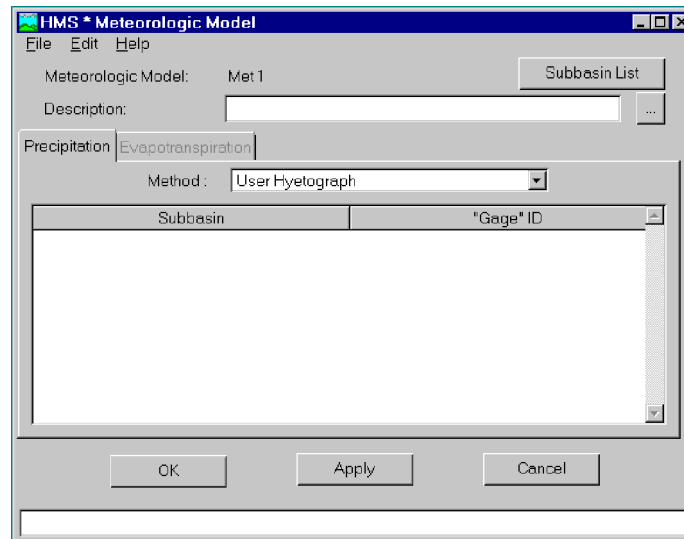 HMS * Meteorologic Model
File Edit Help
Meteorologic Model: Met 1 Subbasin List
Description: ...
Precipitation Evapotranspiration
Method : User Hyetograph
Subbasin "Gage" ID
OK Apply Cancel